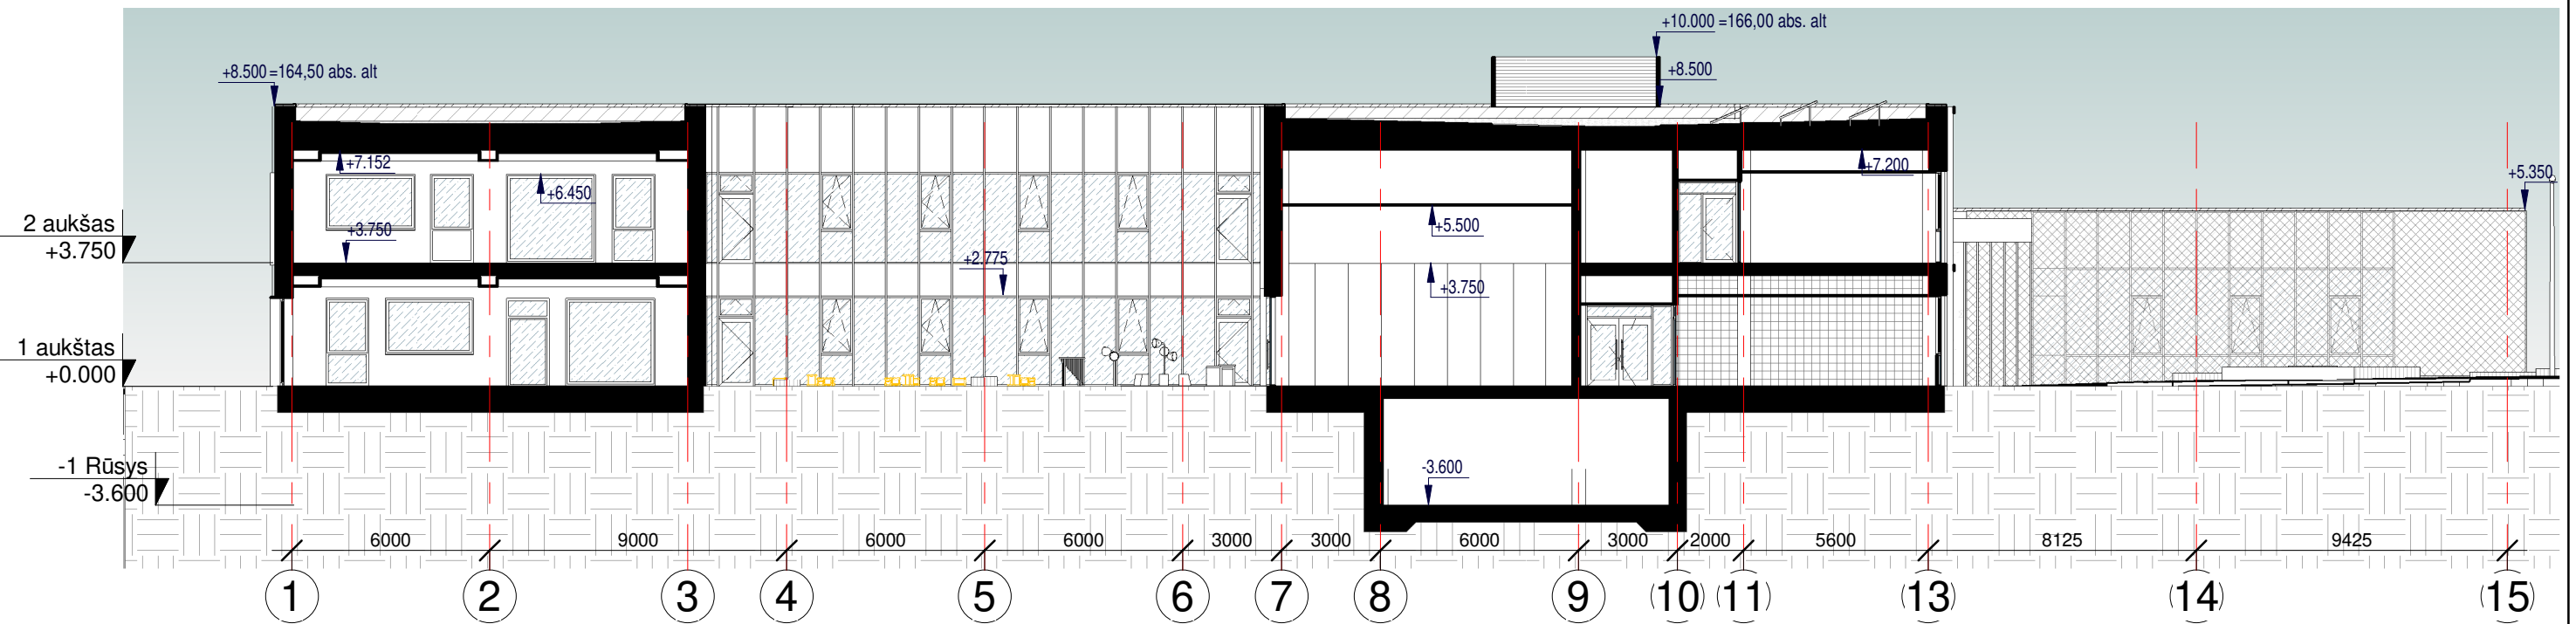 +10.000 =166,00 abs. alt
+8.500 =164,50 abs. alt
+8.500
+7.152
+7.200
+6.450
+5.350
2 aukšas
+3.750
+3.750
+5.500
+2.775
+3.750
1 aukštas
+0.000
-1 Rūsys
-3.600
-3.600
6000 9000 6000 6000 3000 3000 6000 3000 2000 5600 8125 9425
1 2 3 4 5 6 7 8 9 10 11 13 14 15